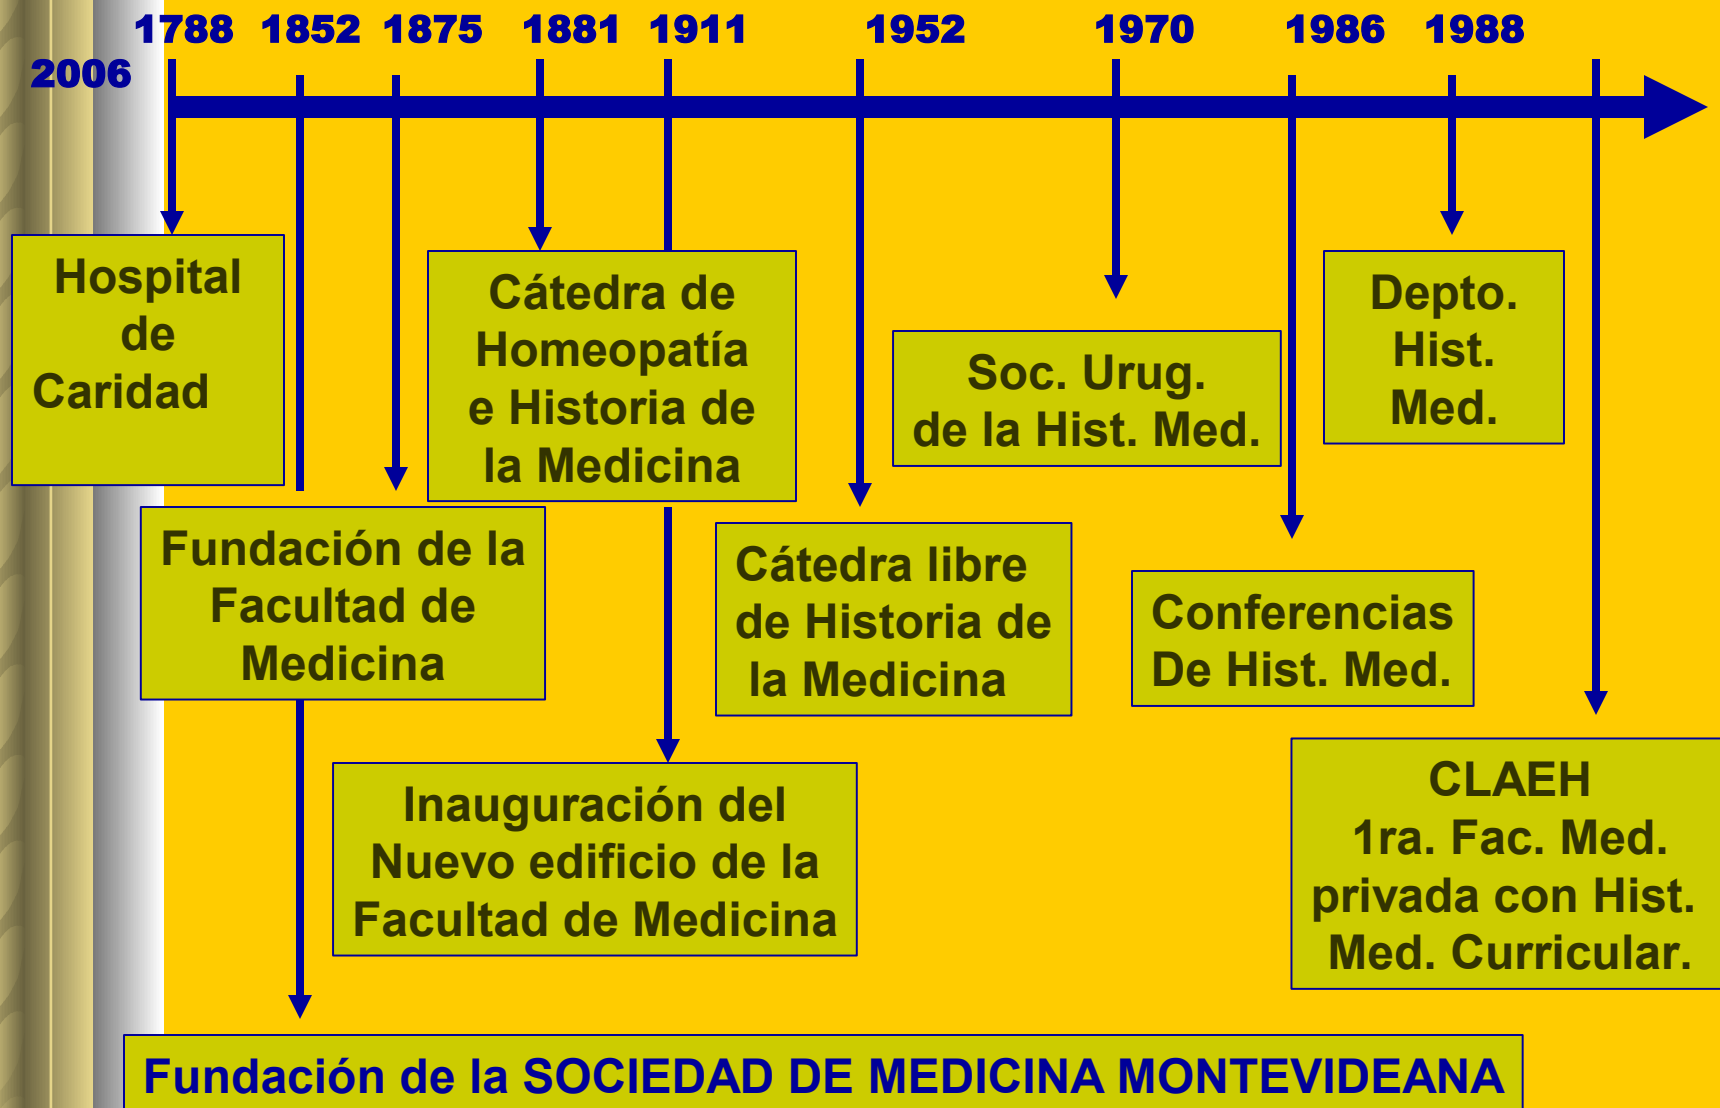 1788 1852 1875 1881 1911 1952 1970 1986 1988
2006
Hospital
de
Caridad
Cátedra de
Homeopatía
e Historia de
la Medicina
Soc. Urug.
de la Hist. Med.
Depto.
Hist.
Med.
Fundación de la
Facultad de
Medicina
Cátedra libre
de Historia de
la Medicina
Conferencias
De Hist. Med.
Inauguración del
Nuevo edificio de la
Facultad de Medicina
CLAEH
1ra. Fac. Med.
privada con Hist.
Med. Curricular.
Fundación de la SOCIEDAD DE MEDICINA MONTEVIDEANA